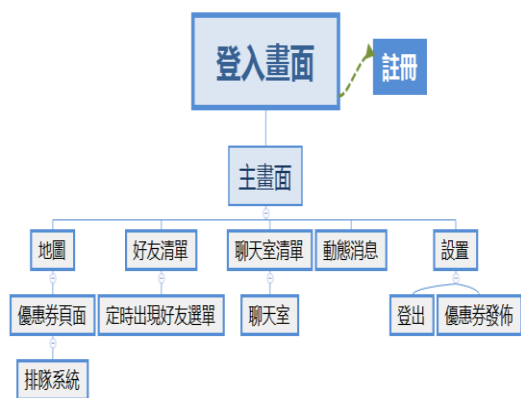 登入畫面
註冊
主畫面
地圖
好友清單
聊天室清單
動態消息
設置
優惠券頁面
定時出現好友選單
聊天室
登出
優惠券發佈
排隊系統